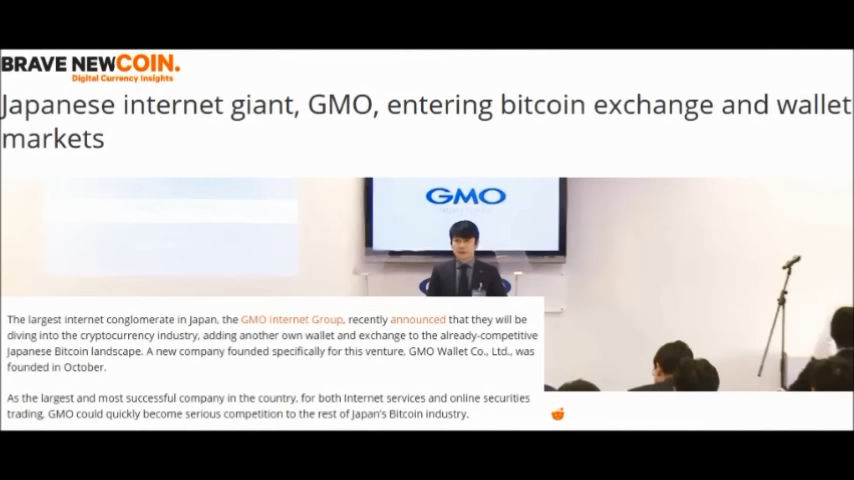 BRAVE NEWCOIN.
Digital Currency Insights
Japanese internet giant, GMO, entering bitcoin exchange and wallet
markets
GMO
The largest internet conglomerate in Japan, the GMO Internet Group, recently announced that they will be
diving into the cryptocurrency industry, adding another own wallet and exchange to the already-competitive
Japanese Bitcoin landscape. A new company founded specifically for this venture, GMO Wallet Co., Ltd., was
founded in October.
As the largest and most successful company in the country, for both Internet services and online securities
trading, GMO could quickly become serious competition to the rest of Japan's Bitcoin industry.